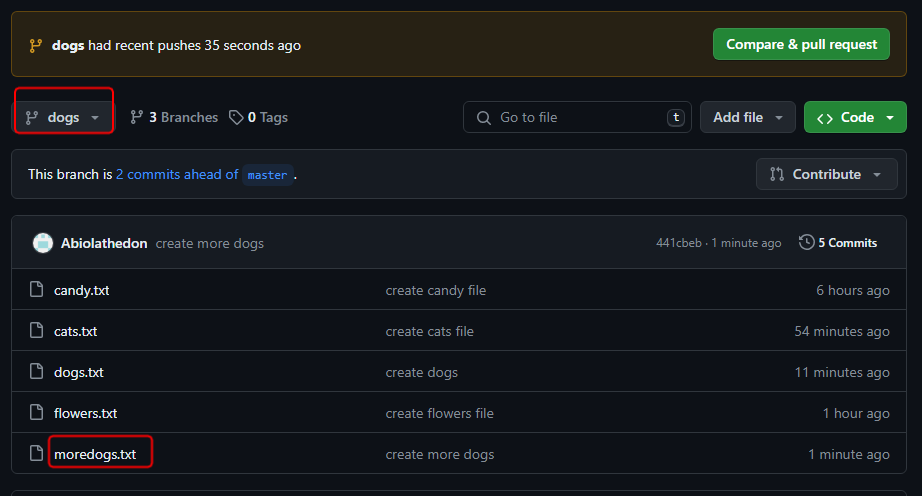 dogs had recent pushes 35 seconds ago
Compare & pull request
dogs
3 Branches
0 Tags
Go to file
t
Add file
Code
This branch is 2 commits ahead of master .
Contribute
Abiolathedon create more dogs
441cbeb · 1 minute ago
5 Commits
candy.txt create candy file 6 hours ago
cats.txt create cats file 54 minutes ago
dogs.txt create dogs 11 minutes ago
flowers.txt create flowers file 1 hour ago
moredogs.txt create more dogs 1 minute ago